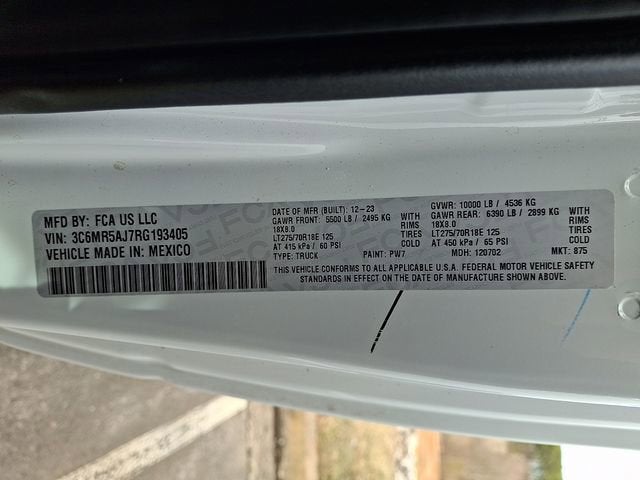 MFD BY: FCA US LLC
VIN: 3C6MR5AJ7RG193405
VEHICLE MADE IN: MEXICO
DATE OF MFR (BUILT): 12-23
GAWR FRONT: 5500 LB / 2495 KG WITH
18X8.0 RIMS
LT275/70R18E 125 TIRES
AT 415 kPa / 60 PSI COLD
TYPE: TRUCK PAINT: PW7
GVWR: 10000 LB / 4536 KG
GAWR REAR: 6390 LB / 2899 KG WITH
18X8.0 RIMS
LT275/70R18E 125 TIRES
AT 450 kPa / 65 PSI COLD
MDH: 120702 MKT: 875
THIS VEHICLE CONFORMS TO ALL APPLICABLE U.S.A. FEDERAL MOTOR VEHICLE SAFETY
STANDARDS IN EFFECT ON THE DATE OF MANUFACTURE SHOWN ABOVE.